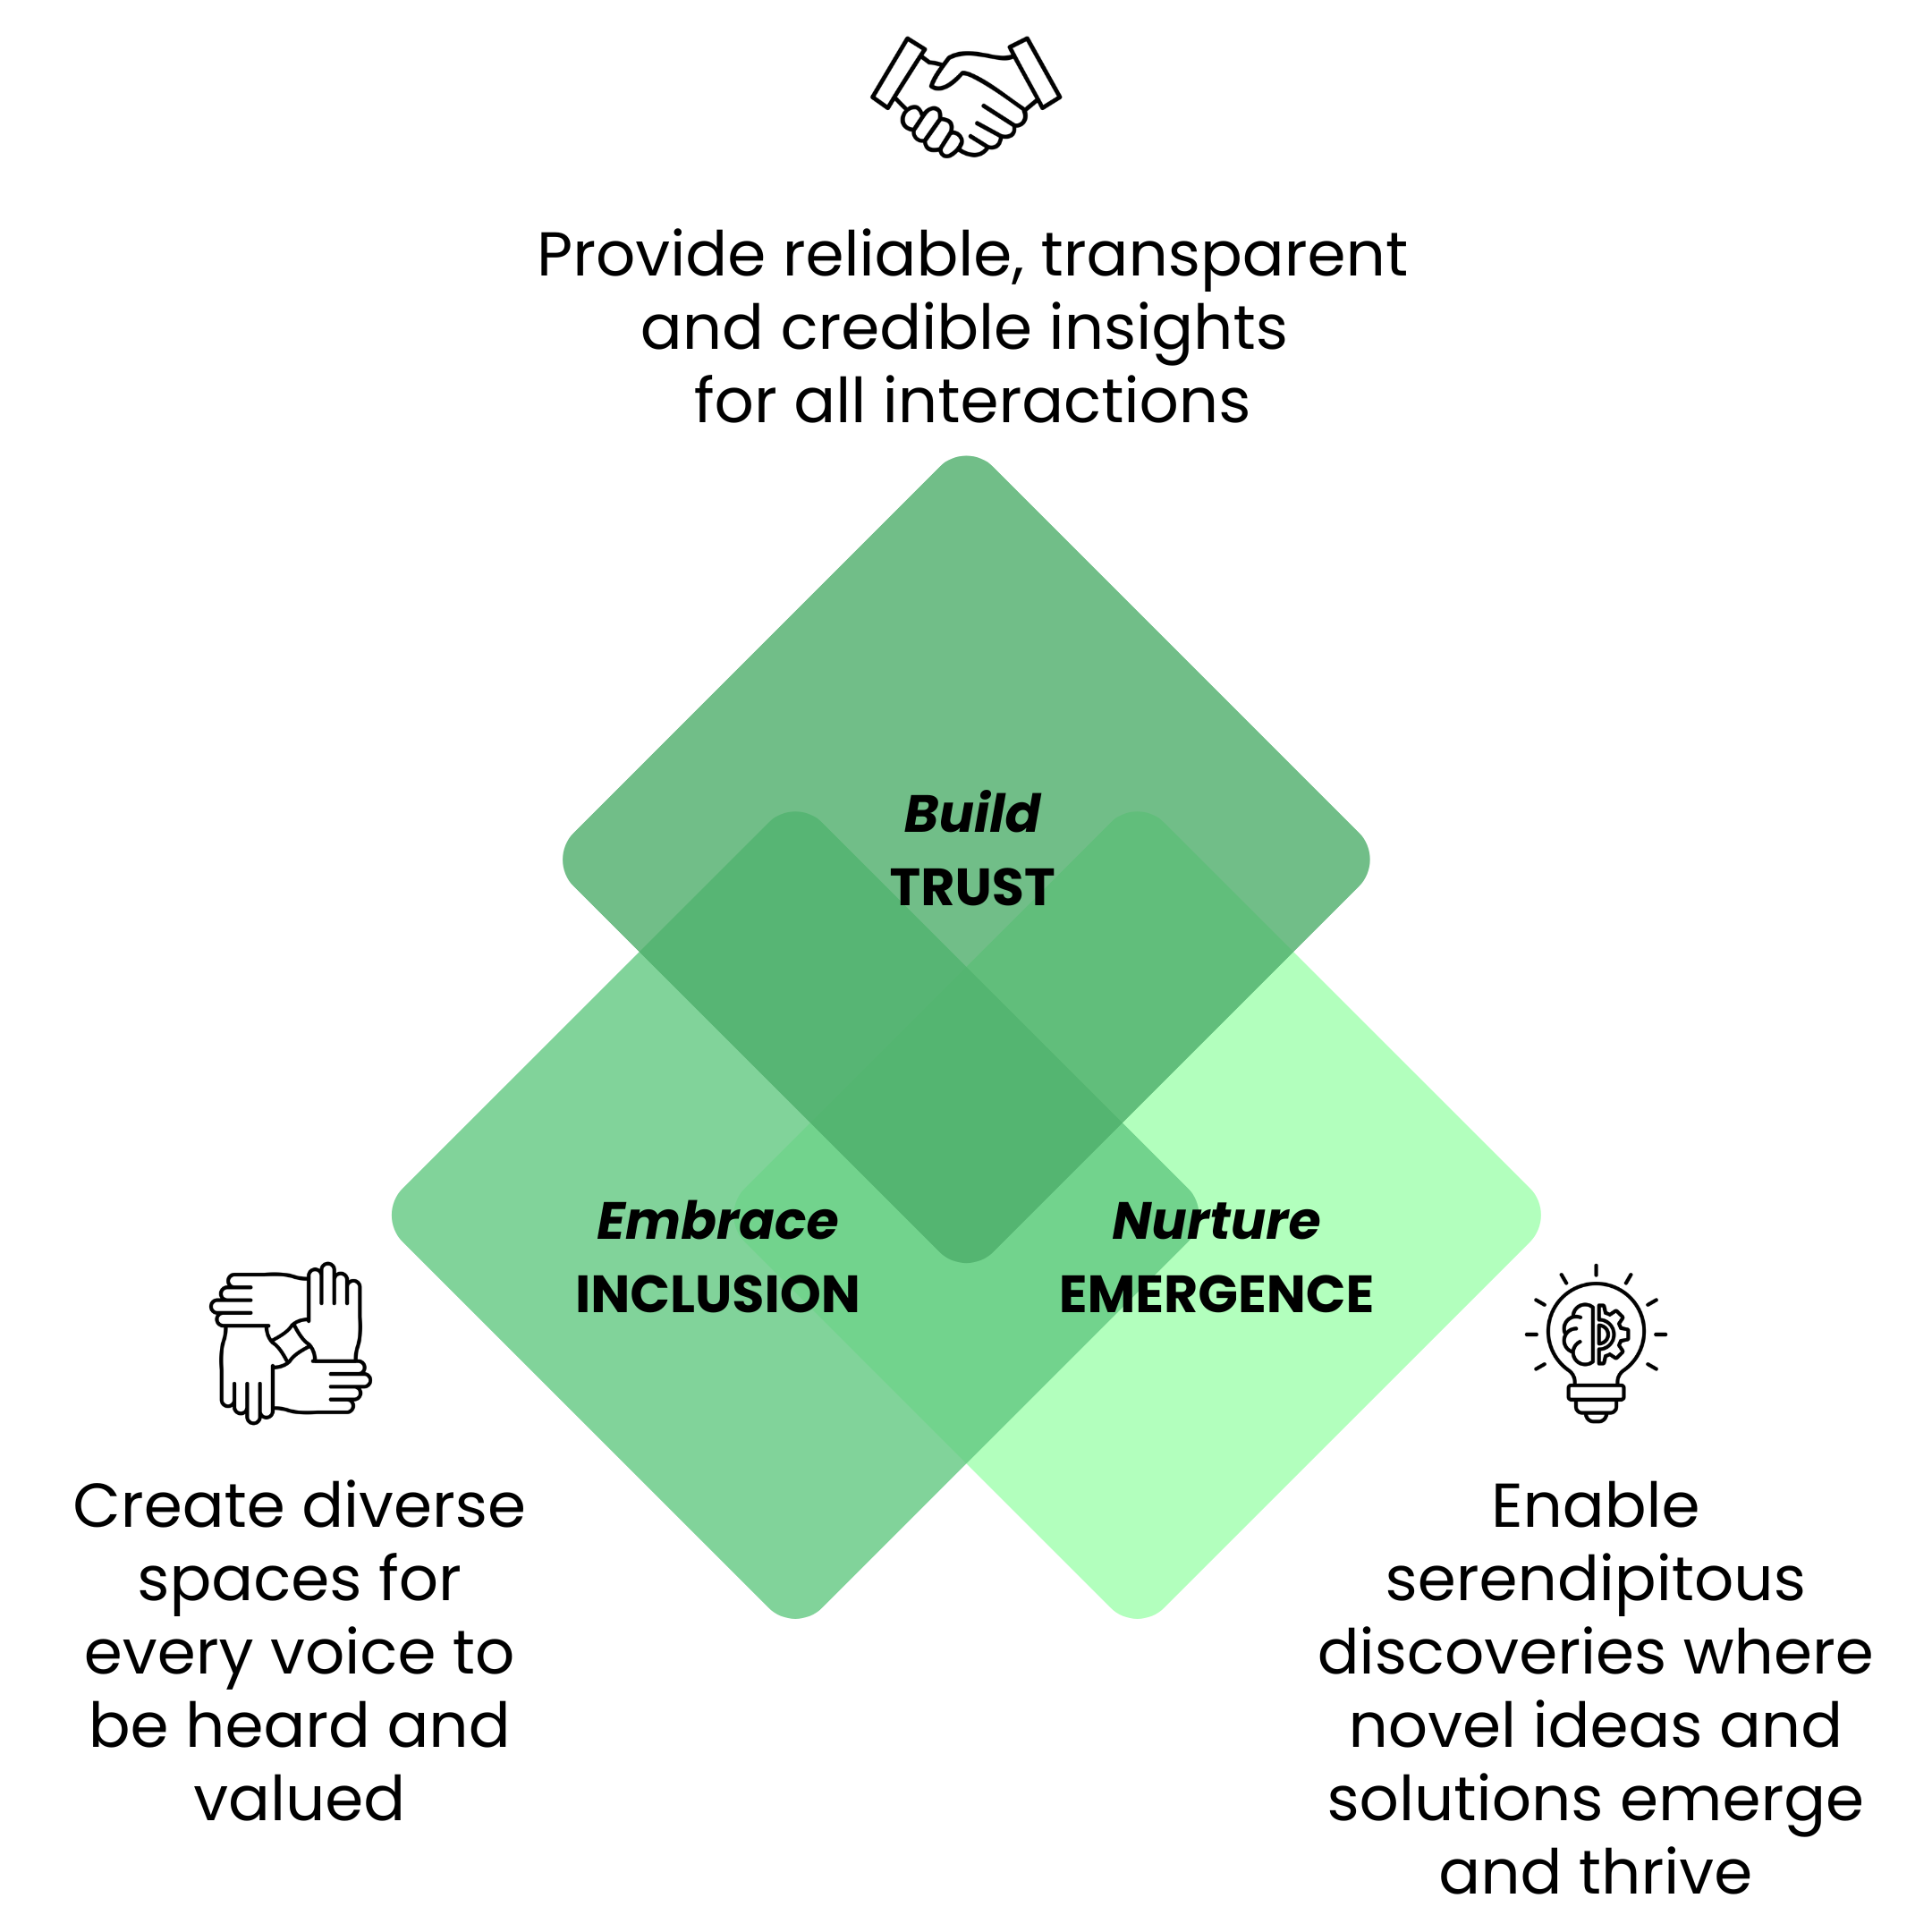 Provide reliable, transparent
and credible insights
for all interactions
Build
TRUST
Embrace
INCLUSION
Nurture
EMERGENCE
Create diverse
spaces for
every voice to
be heard and
valued
Enable
serendipitous
discoveries where
novel ideas and
solutions emerge
and thrive